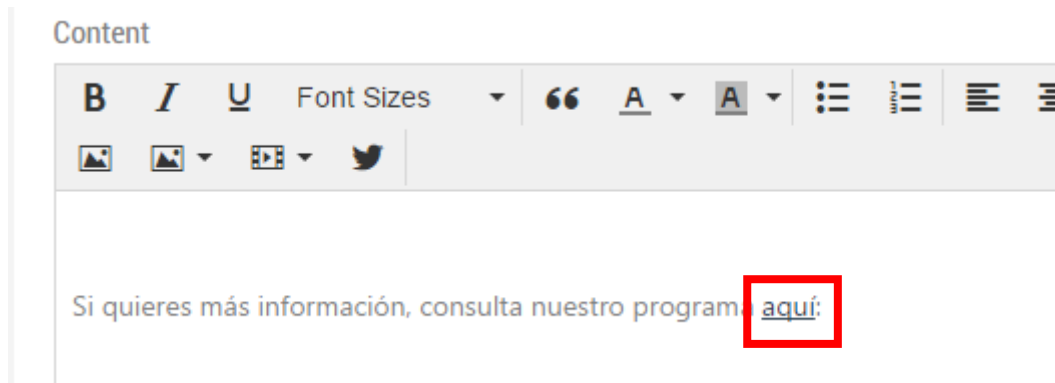 Content
B I U Font Sizes A A
Si quieres más información, consulta nuestro programa aquí: